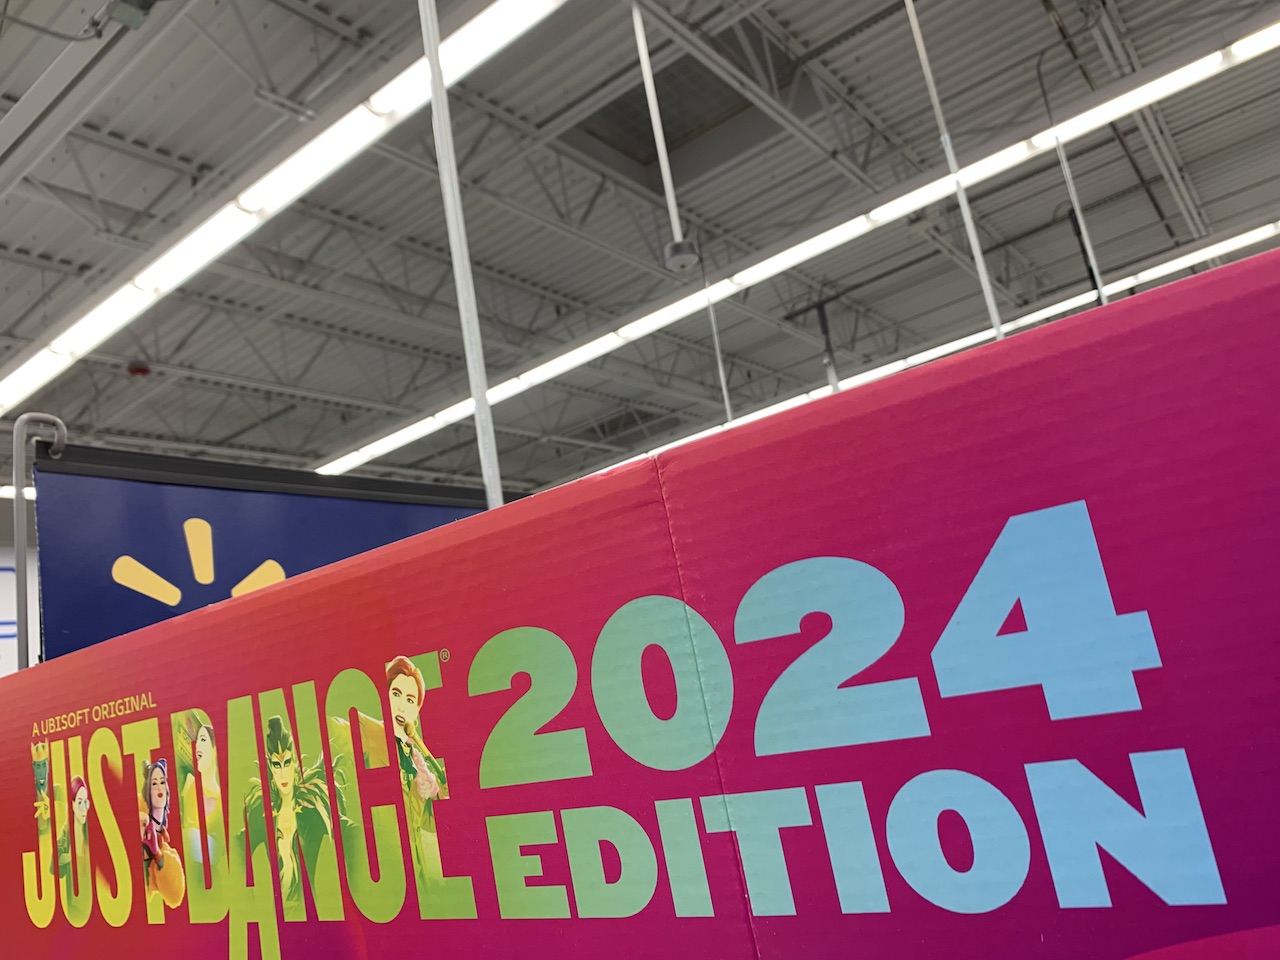 A UBISOFT ORIGINAL
JUST DANCE® 2024
EDITION